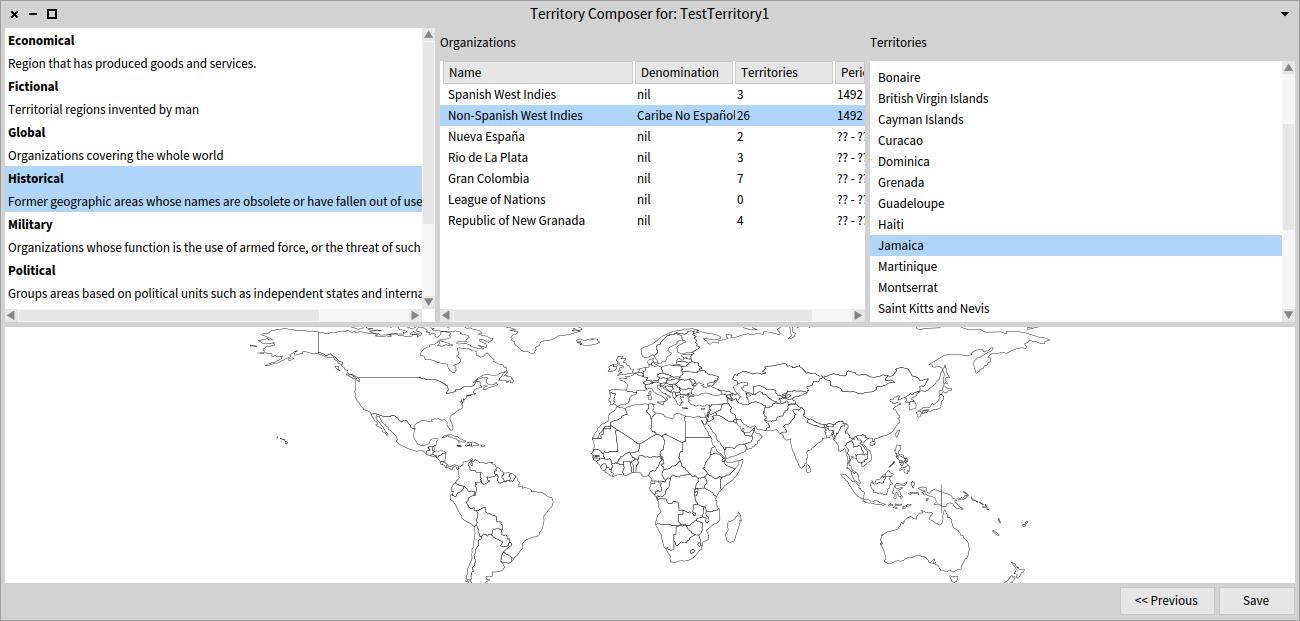 Territory Composer for: TestTerritory1
Economical
Region that has produced goods and services.
Fictional
Territorial regions invented by man
Global
Organizations covering the whole world
Historical
Former geographic areas whose names are obsolete or have fallen out of use
Military
Organizations whose function is the use of armed force, or the threat of such
Political
Groups areas based on political units such as independent states and interna
Organizations
Name Denomination Territories Peri
Spanish West Indies nil 3 1492
Non-Spanish West Indies Caribe No Español 26 1492
Nueva España nil 2 ?? - ??
Rio de La Plata nil 3 ?? - ??
Gran Colombia nil 7 ?? - ??
League of Nations nil 0 ?? - ??
Republic of New Granada nil 4 ?? - ??
Territories
Bonaire
British Virgin Islands
Cayman Islands
Curacao
Dominica
Grenada
Guadeloupe
Haiti
Jamaica
Martinique
Montserrat
Saint Kitts and Nevis
<< Previous
Save